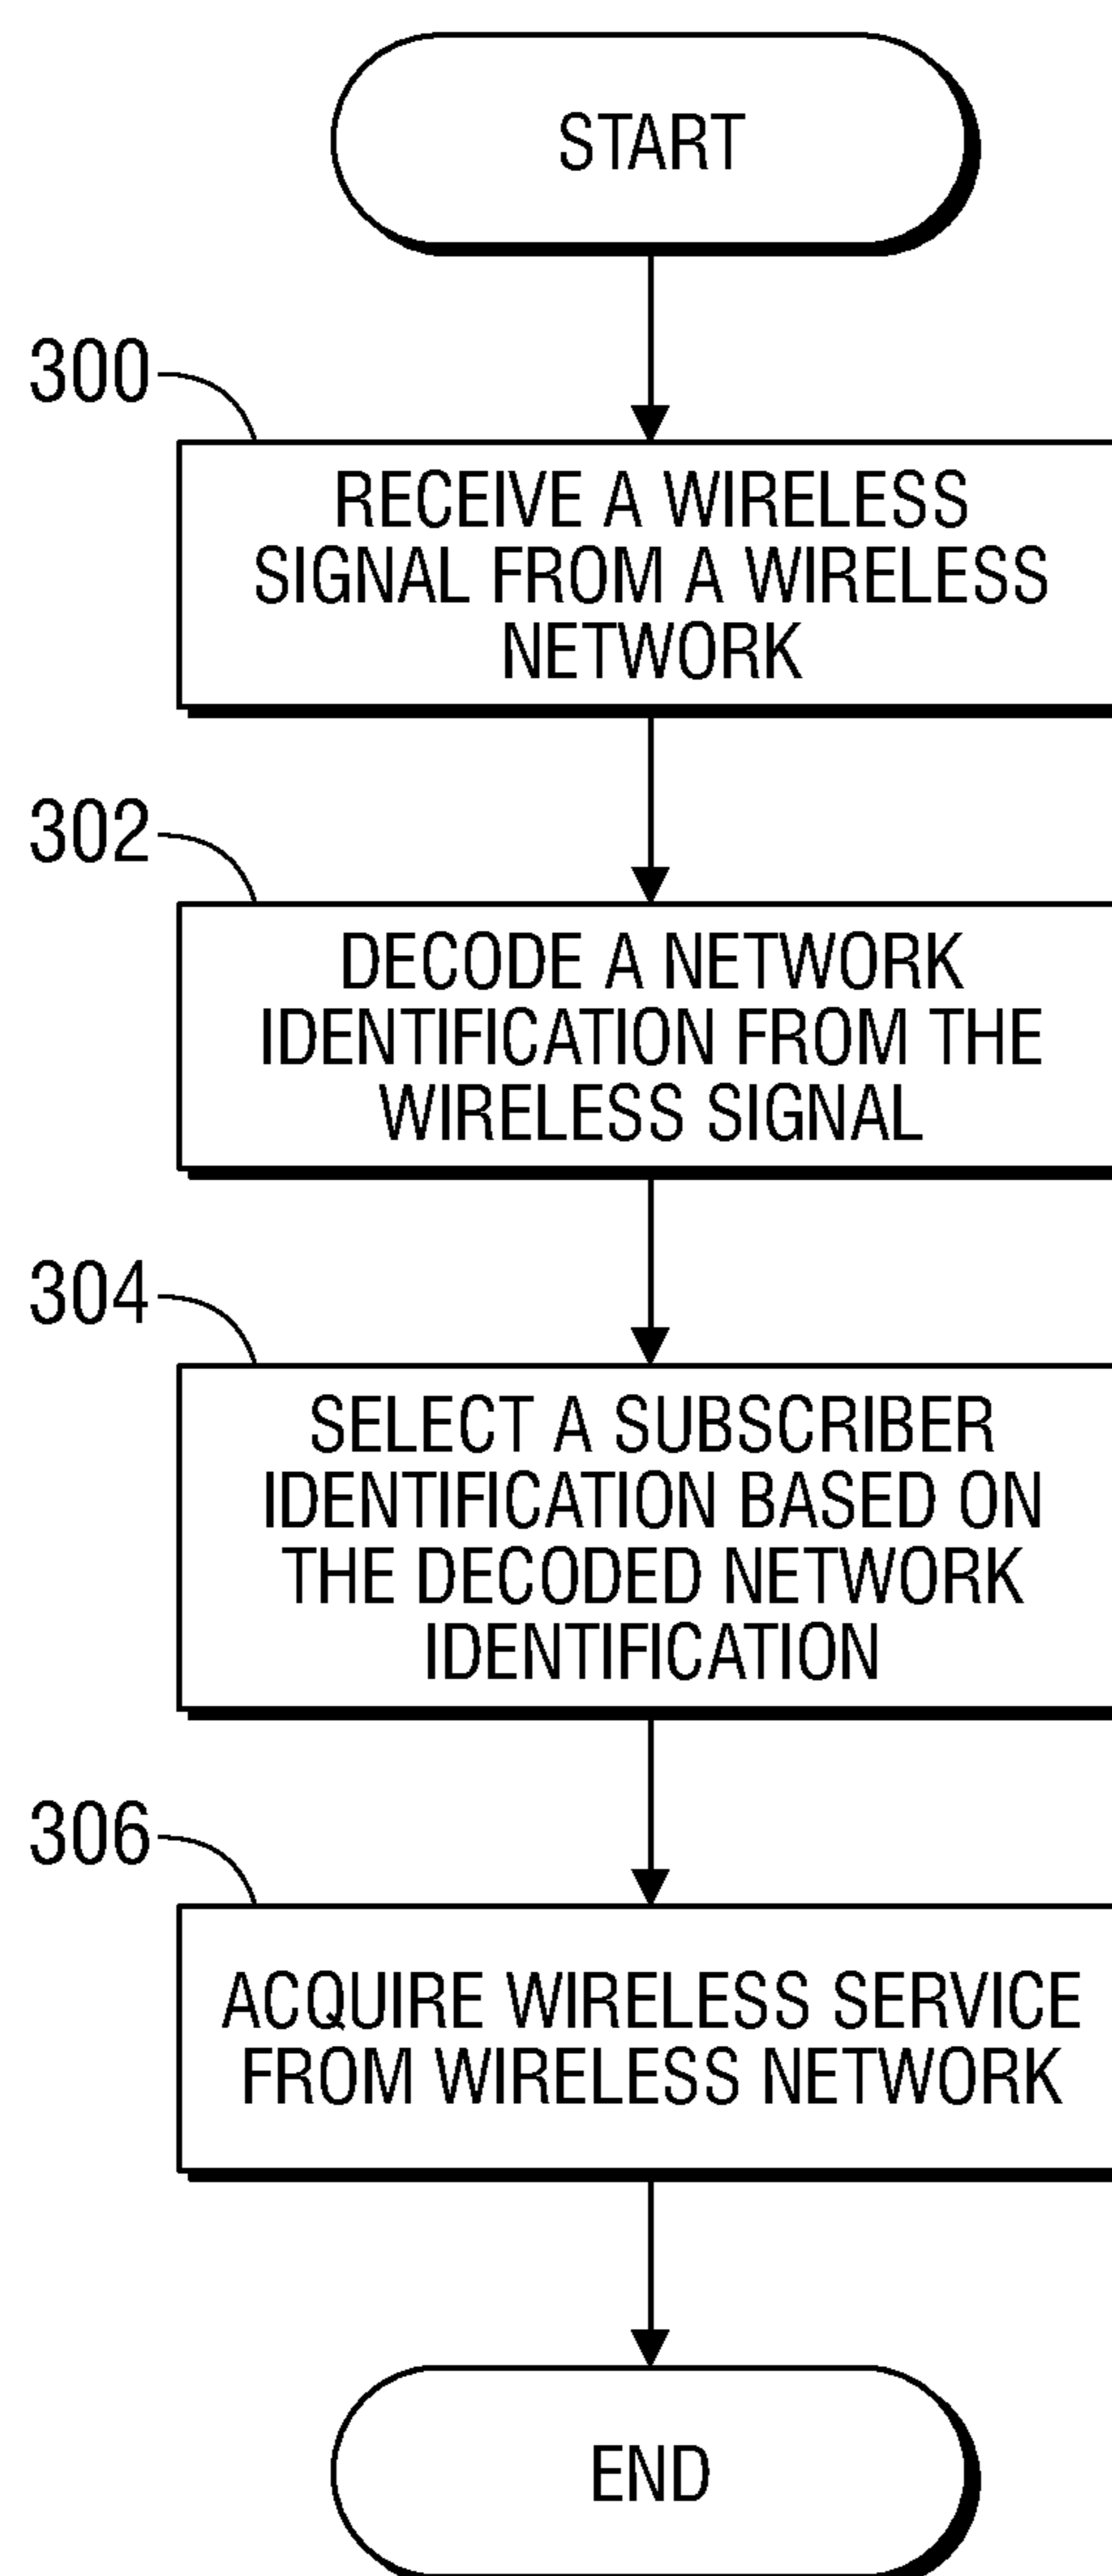 START
300
RECEIVE A WIRELESS
SIGNAL FROM A WIRELESS
NETWORK
302
DECODE A NETWORK
IDENTIFICATION FROM THE
WIRELESS SIGNAL
304
SELECT A SUBSCRIBER
IDENTIFICATION BASED ON
THE DECODED NETWORK
IDENTIFICATION
306
ACQUIRE WIRELESS SERVICE
FROM WIRELESS NETWORK
END